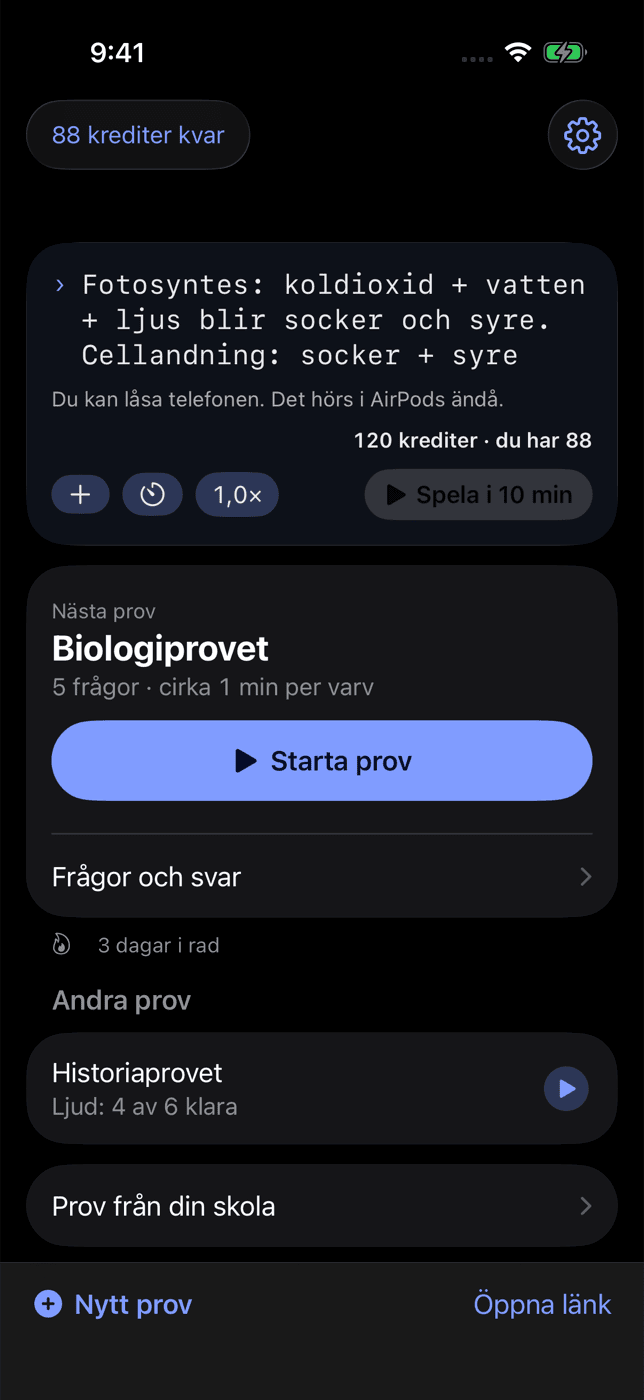 9:41
88 krediter kvar
› Fotosyntes: koldioxid + vatten
+ ljus blir socker och syre.
Cellandning: socker + syre
Du kan låsa telefonen. Det hörs i AirPods ändå.
120 krediter · du har 88
1,0×
Spela i 10 min
Nästa prov
Biologiprovet
5 frågor · cirka 1 min per varv
Starta prov
Frågor och svar
3 dagar i rad
Andra prov
Historiaprovet
Ljud: 4 av 6 klara
Prov från din skola
Nytt prov
Öppna länk